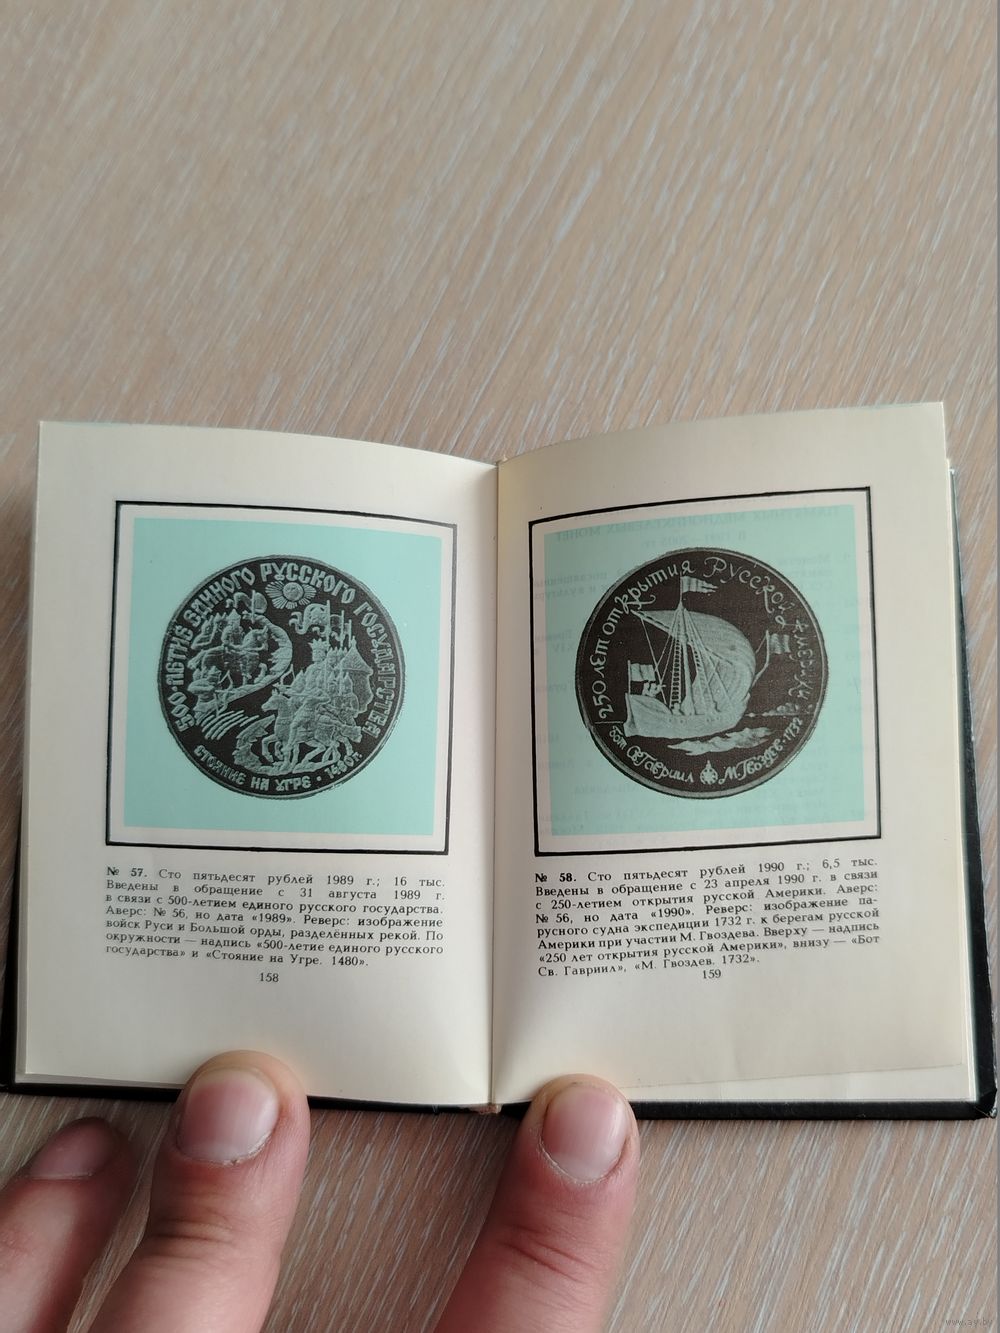 500-ЛЕТИЕ ЕДИНОГО РУССКОГО ГОСУДАРСТВА
СТОЯНИЕ НА УГРЕ · 1480г.
№ 57. Сто пятьдесят рублей 1989 г.; 16 тыс.
Введены в обращение с 31 августа 1989 г.
в связи с 500-летием единого русского государства.
Аверс: № 56, но дата «1989». Реверс: изображение
войск Руси и Большой орды, разделённых рекой. По
окружности — надпись «500-летие единого русского
государства» и «Стояние на Угре. 1480».
158
250 ЛЕТ ОТКРЫТИЯ РУССКОЙ АМЕРИКИ
Бот Св.Гавриил М.Гвоздев·1732
№ 58. Сто пятьдесят рублей 1990 г.; 6,5 тыс.
Введены в обращение с 23 апреля 1990 г. в связи
с 250-летием открытия русской Америки. Аверс:
№ 56, но дата «1990». Реверс: изображение па-
русного судна экспедиции 1732 г. к берегам русской
Америки при участии М. Гвоздева. Вверху — надпись
«250 лет открытия русской Америки», внизу — «Бот
Св. Гавриил», «М. Гвоздев. 1732».
159
www.ay.by